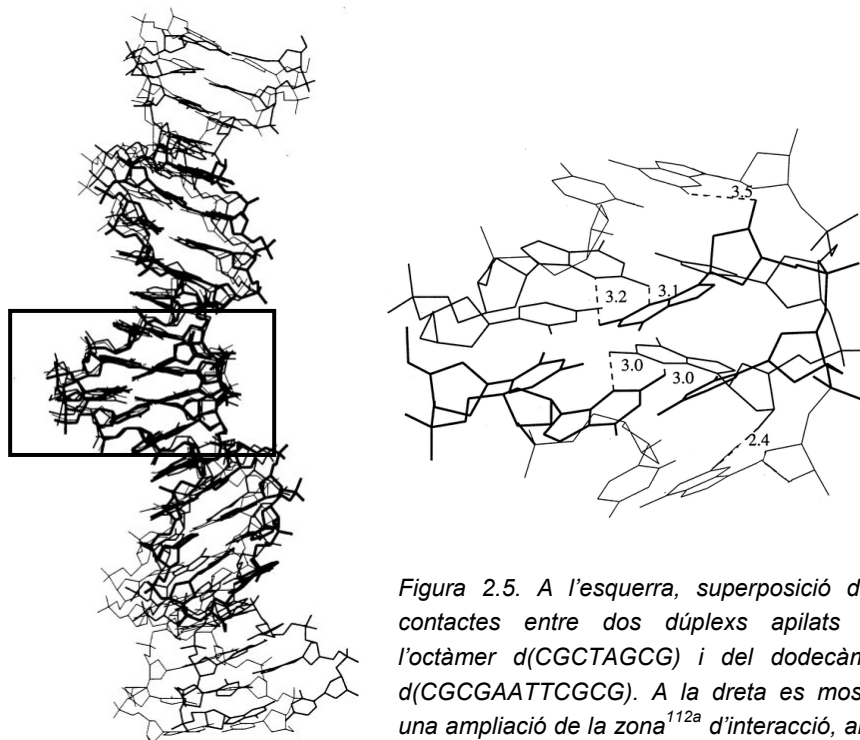 3.5
3.2
3.1
3.0
3.0
2.4
Figura 2.5. A l’esquerra, superposició d
contactes entre dos dúplexs apilats
l’octàmer d(CGCTAGCG) i del dodecàn
d(CGCGAATTCGCG). A la dreta es mos
una ampliació de la zona112a d’interacció, a